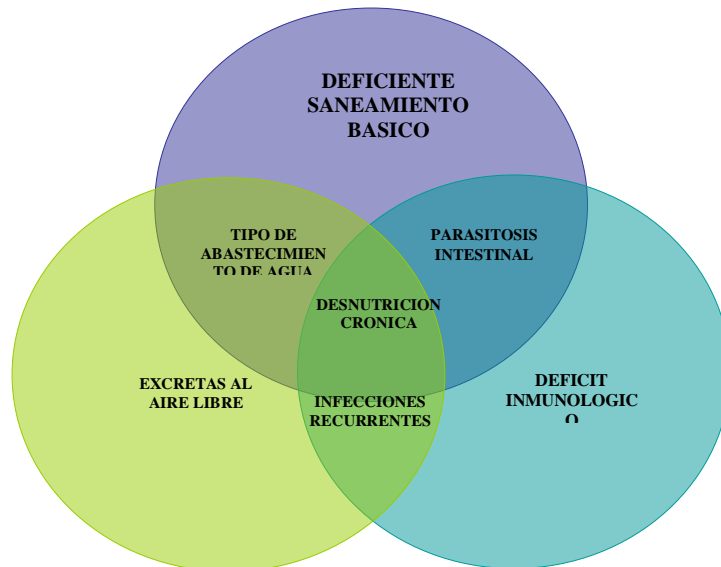 DEFICIENTE
SANEAMIENTO
BASICO
TIPO DE
ABASTECIMIEN
TO DE AGUA
PARASITOSIS
INTESTINAL
DESNUTRICION
CRONICA
EXCRETAS AL
AIRE LIBRE
INFECCIONES
RECURRENTES
DEFICIT
INMUNOLOGIC
O